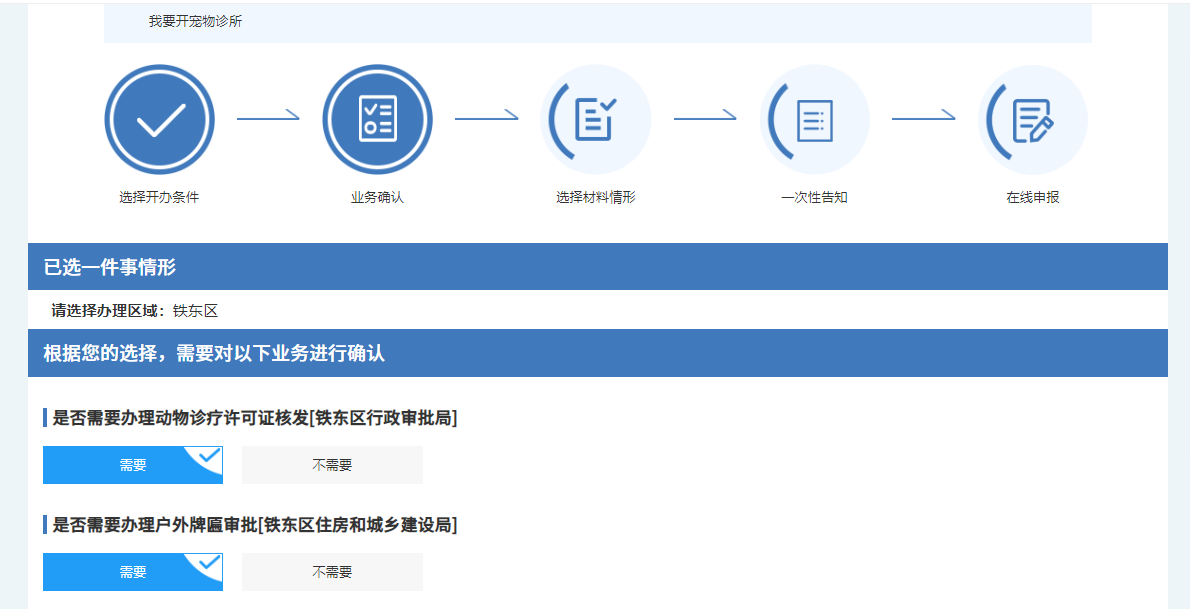 我要开宠物诊所
选择开办条件
业务确认
选择材料情形
一次性告知
在线申报
已选一件事情形
请选择办理区域：铁东区
根据您的选择，需要对以下业务进行确认
是否需要办理动物诊疗许可证核发[铁东区行政审批局]
需要
不需要
是否需要办理户外牌匾审批[铁东区住房和城乡建设局]
需要
不需要